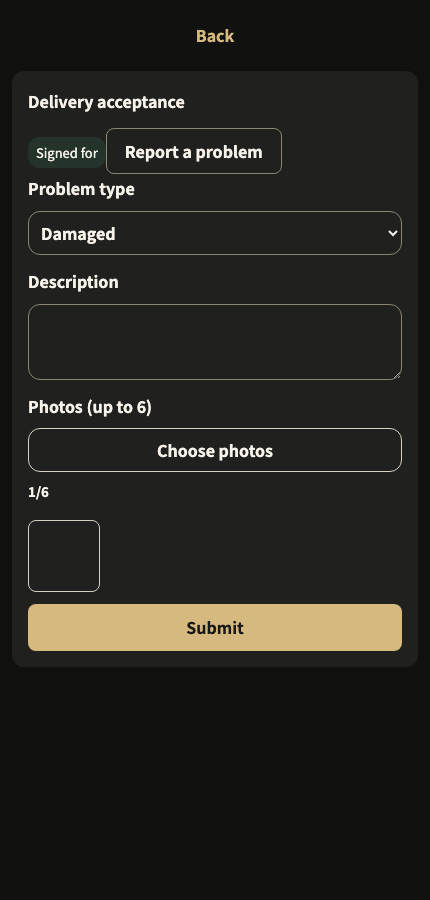 Back
Delivery acceptance
Signed for
Report a problem
Problem type
Damaged
Description
Photos (up to 6)
Choose photos
1/6
Submit